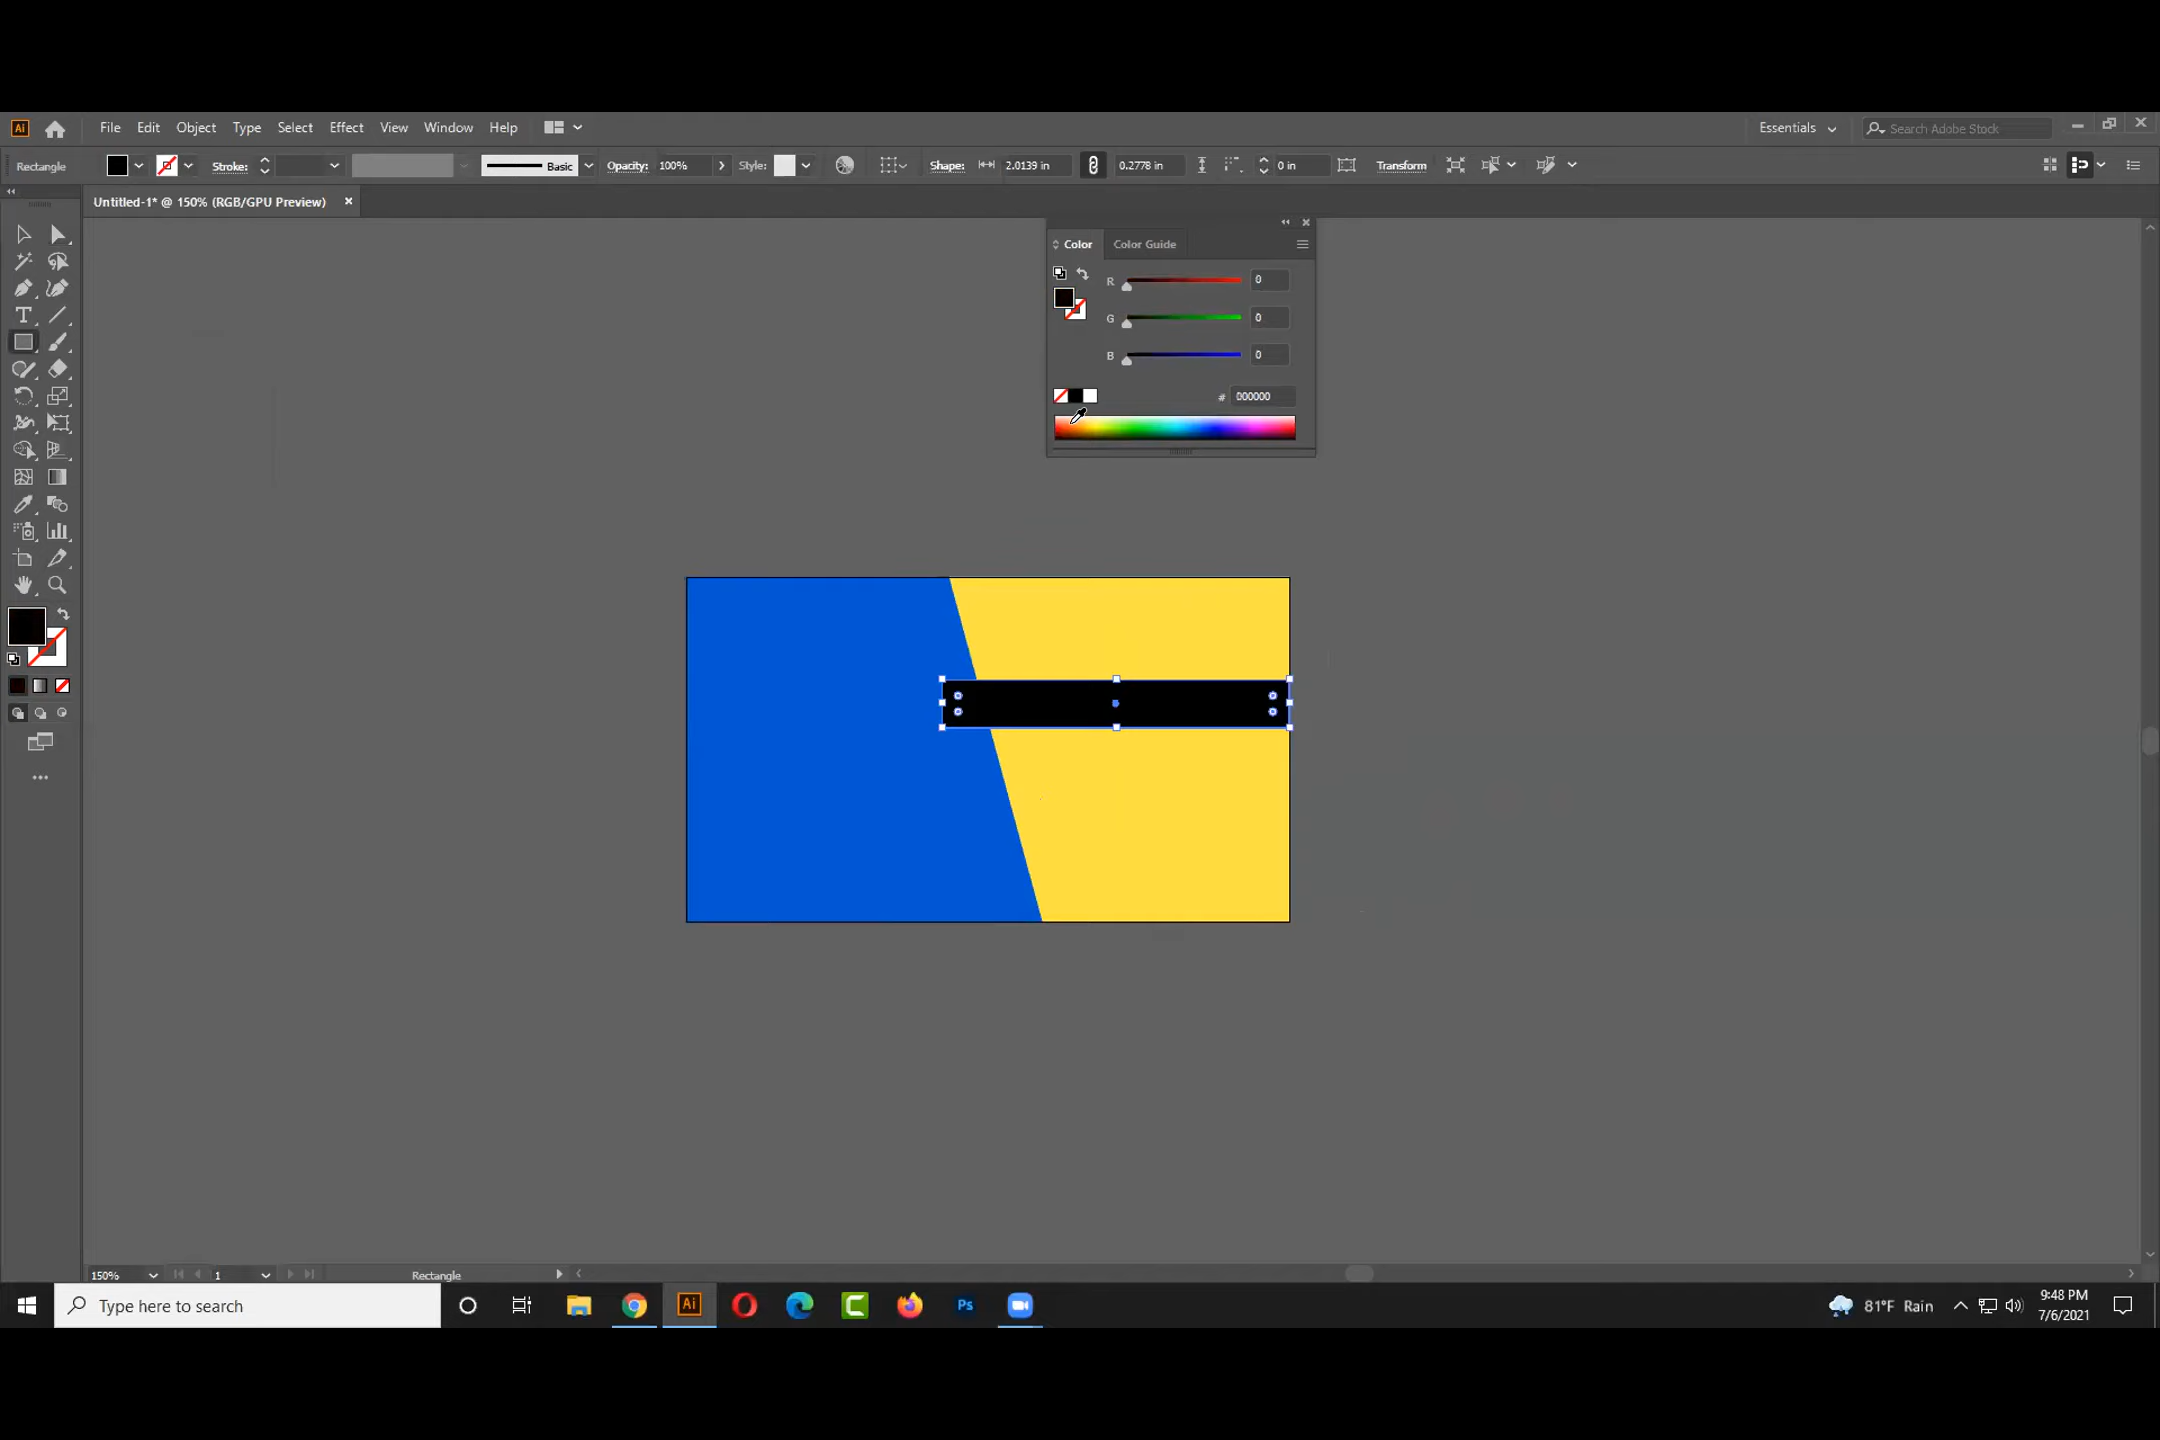 Ai File Edit Object Type Select Effect View Window Help Essentials Search Adobe Stock
Rectangle Stroke: Basic Opacity: 100% Style: Shape: 2.0139 in 0.2778 in 0 in Transform
Untitled-1* @ 150% (RGB/GPU Preview)
Color Color Guide
R 0
G 0
B 0
# 000000
150% 1 Rectangle
Type here to search Ai Ps 81°F Rain 9:48 PM
7/6/2021